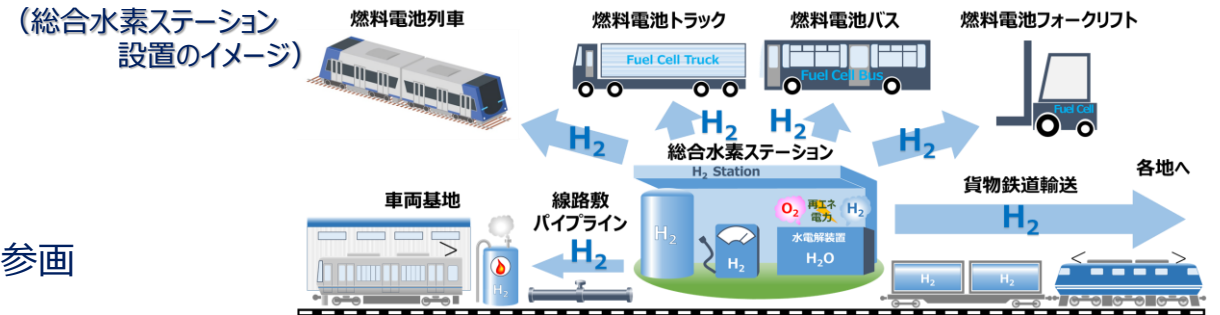 （総合水素ステーション
設置のイメージ）
燃料電池列車
燃料電池トラック
燃料電池バス
燃料電池フォークリフト
Fuel Cell Truck
Fuel Cell Bus
Fuel Cell
H₂
H₂
H₂
H₂
総合水素ステーション
H₂ Station
各地へ
貨物鉄道輸送
H₂
車両基地
線路敷
パイプライン
H₂
H₂
H₂
H₂
O₂
再エネ
電力
H₂
水電解装置
H₂O
H₂
H₂
参画